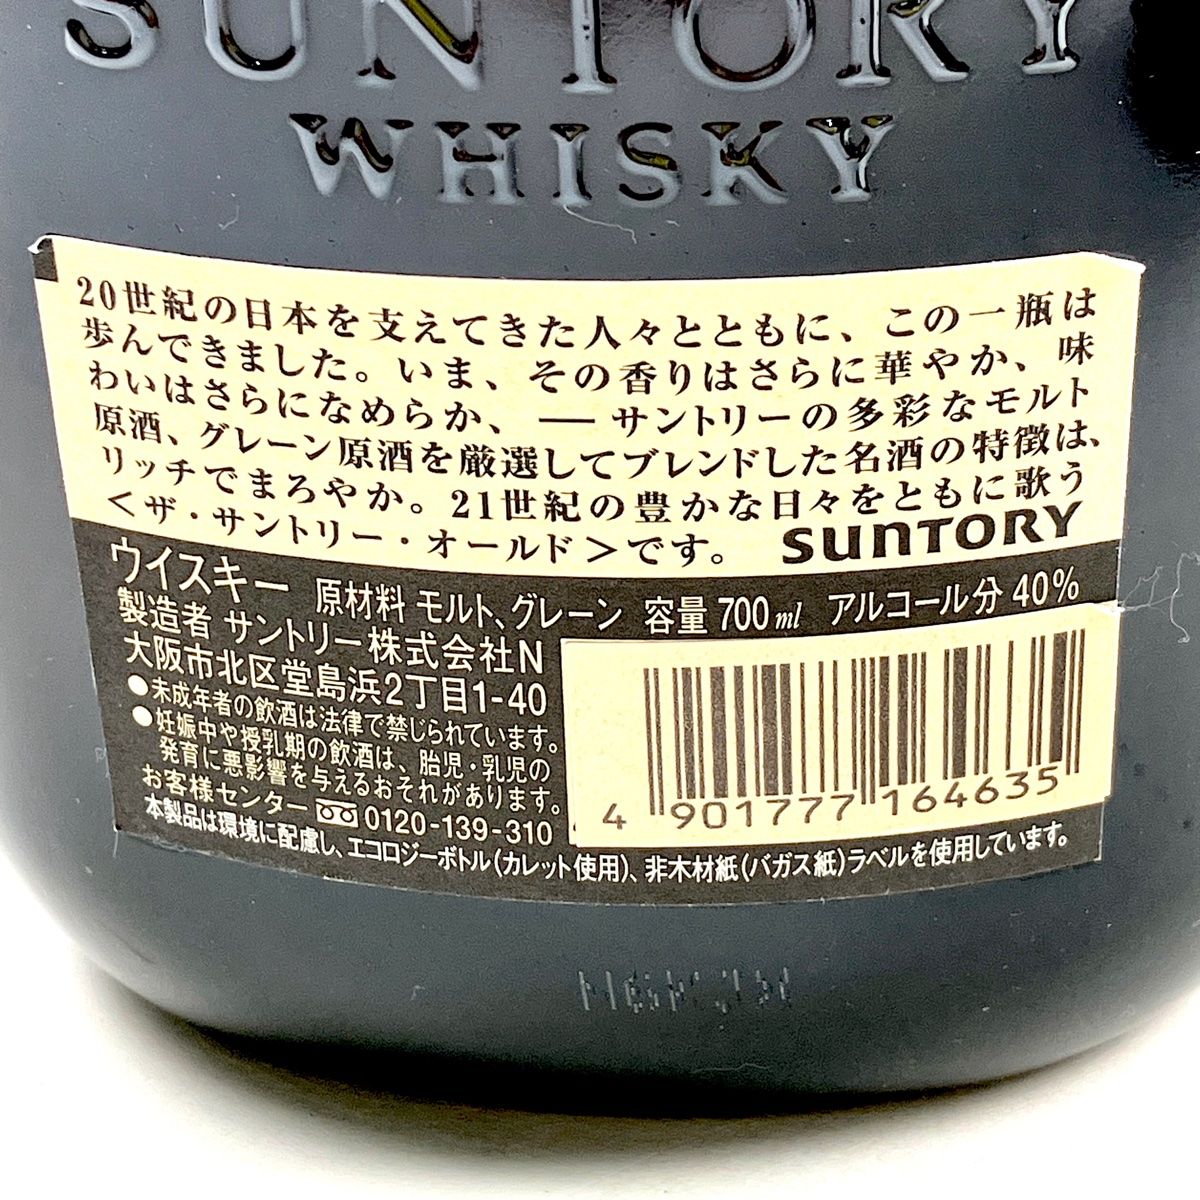 SUNTORY
WHISKY
20世紀の日本を支えてきた人々とともに、この一瓶は
歩んできました。いま、その香りはさらに華やか、味
わいはさらになめらか、―サントリーの多彩なモルト
原酒、グレーン原酒を厳選してブレンドした名酒の特徴は、
リッチでまろやか。21世紀の豊かな日々をともに歌う
<ザ・サントリー・オールド>です。 SUNTORY
ウイスキー 原材料 モルト、グレーン 容量 700ml アルコール分 40%
製造者 サントリー株式会社N
大阪市北区堂島浜2丁目1-40
●未成年者の飲酒は法律で禁じられています。
●妊娠中や授乳期の飲酒は、胎児・乳児の
発育に悪影響を与えるおそれがあります。
お客様センター 0120-139-310
4 901777 164635
本製品は環境に配慮し、エコロジーボトル(カレット使用)、非木材紙(バガス紙)ラベルを使用しています。